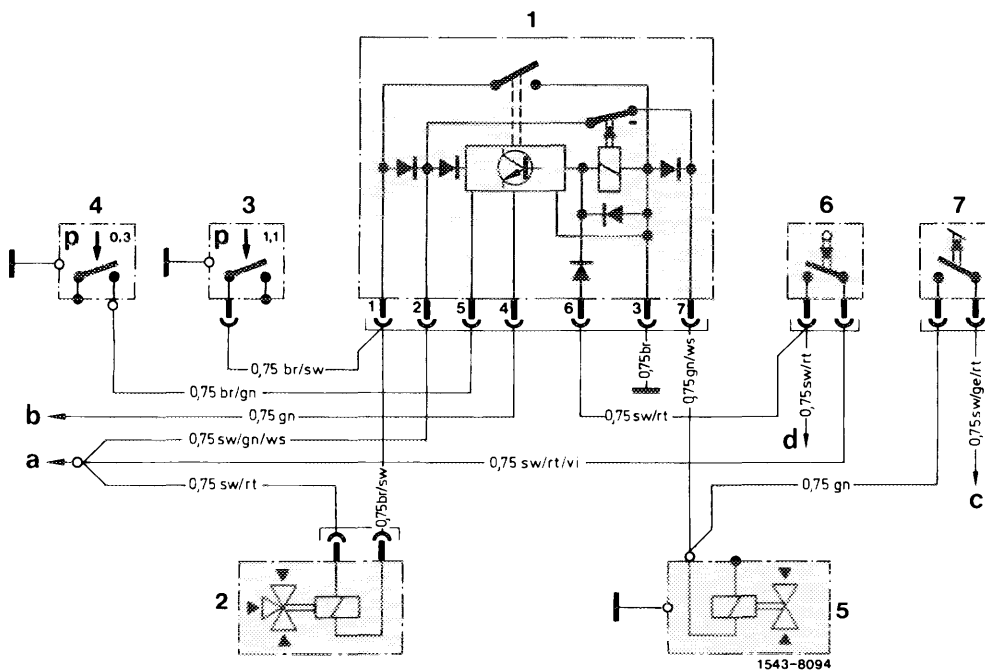 1
4
3
6
7
p 0,3
p 1,1
1 2 5 4 6 3 7
0,75 br/sw
0,75 br
0,75 gn/ws
0,75 br/gn
0,75 sw/rt
0,75 sw/rt
0,75 sw/ge/rt
b
0,75 gn
d
0,75 sw/gn/ws
a
0,75 sw/rt/vi
0,75 sw/rt
0,75 br/sw
0,75 gn
c
2
5
1543-8094